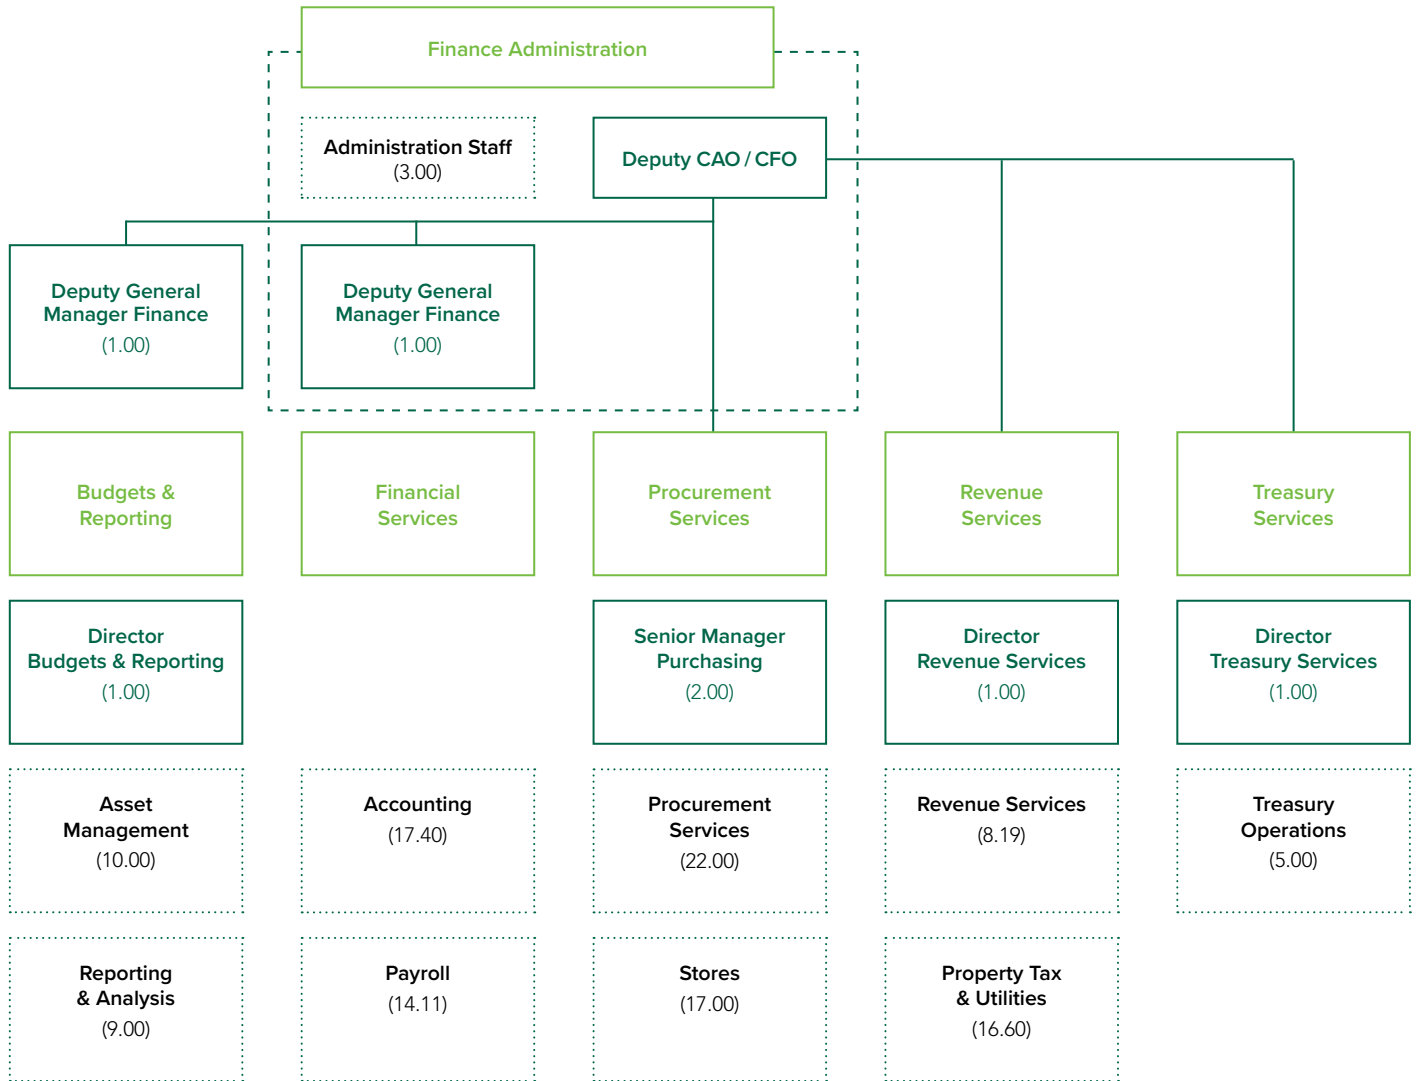 Finance Administration
Administration Staff
(3.00)
Deputy CAO / CFO
Deputy General
Manager Finance
(1.00)
Deputy General
Manager Finance
(1.00)
Budgets &
Reporting
Financial
Services
Procurement
Services
Revenue
Services
Treasury
Services
Director
Budgets & Reporting
(1.00)
Senior Manager
Purchasing
(2.00)
Director
Revenue Services
(1.00)
Director
Treasury Services
(1.00)
Asset
Management
(10.00)
Accounting
(17.40)
Procurement
Services
(22.00)
Revenue Services
(8.19)
Treasury
Operations
(5.00)
Reporting
& Analysis
(9.00)
Payroll
(14.11)
Stores
(17.00)
Property Tax
& Utilities
(16.60)